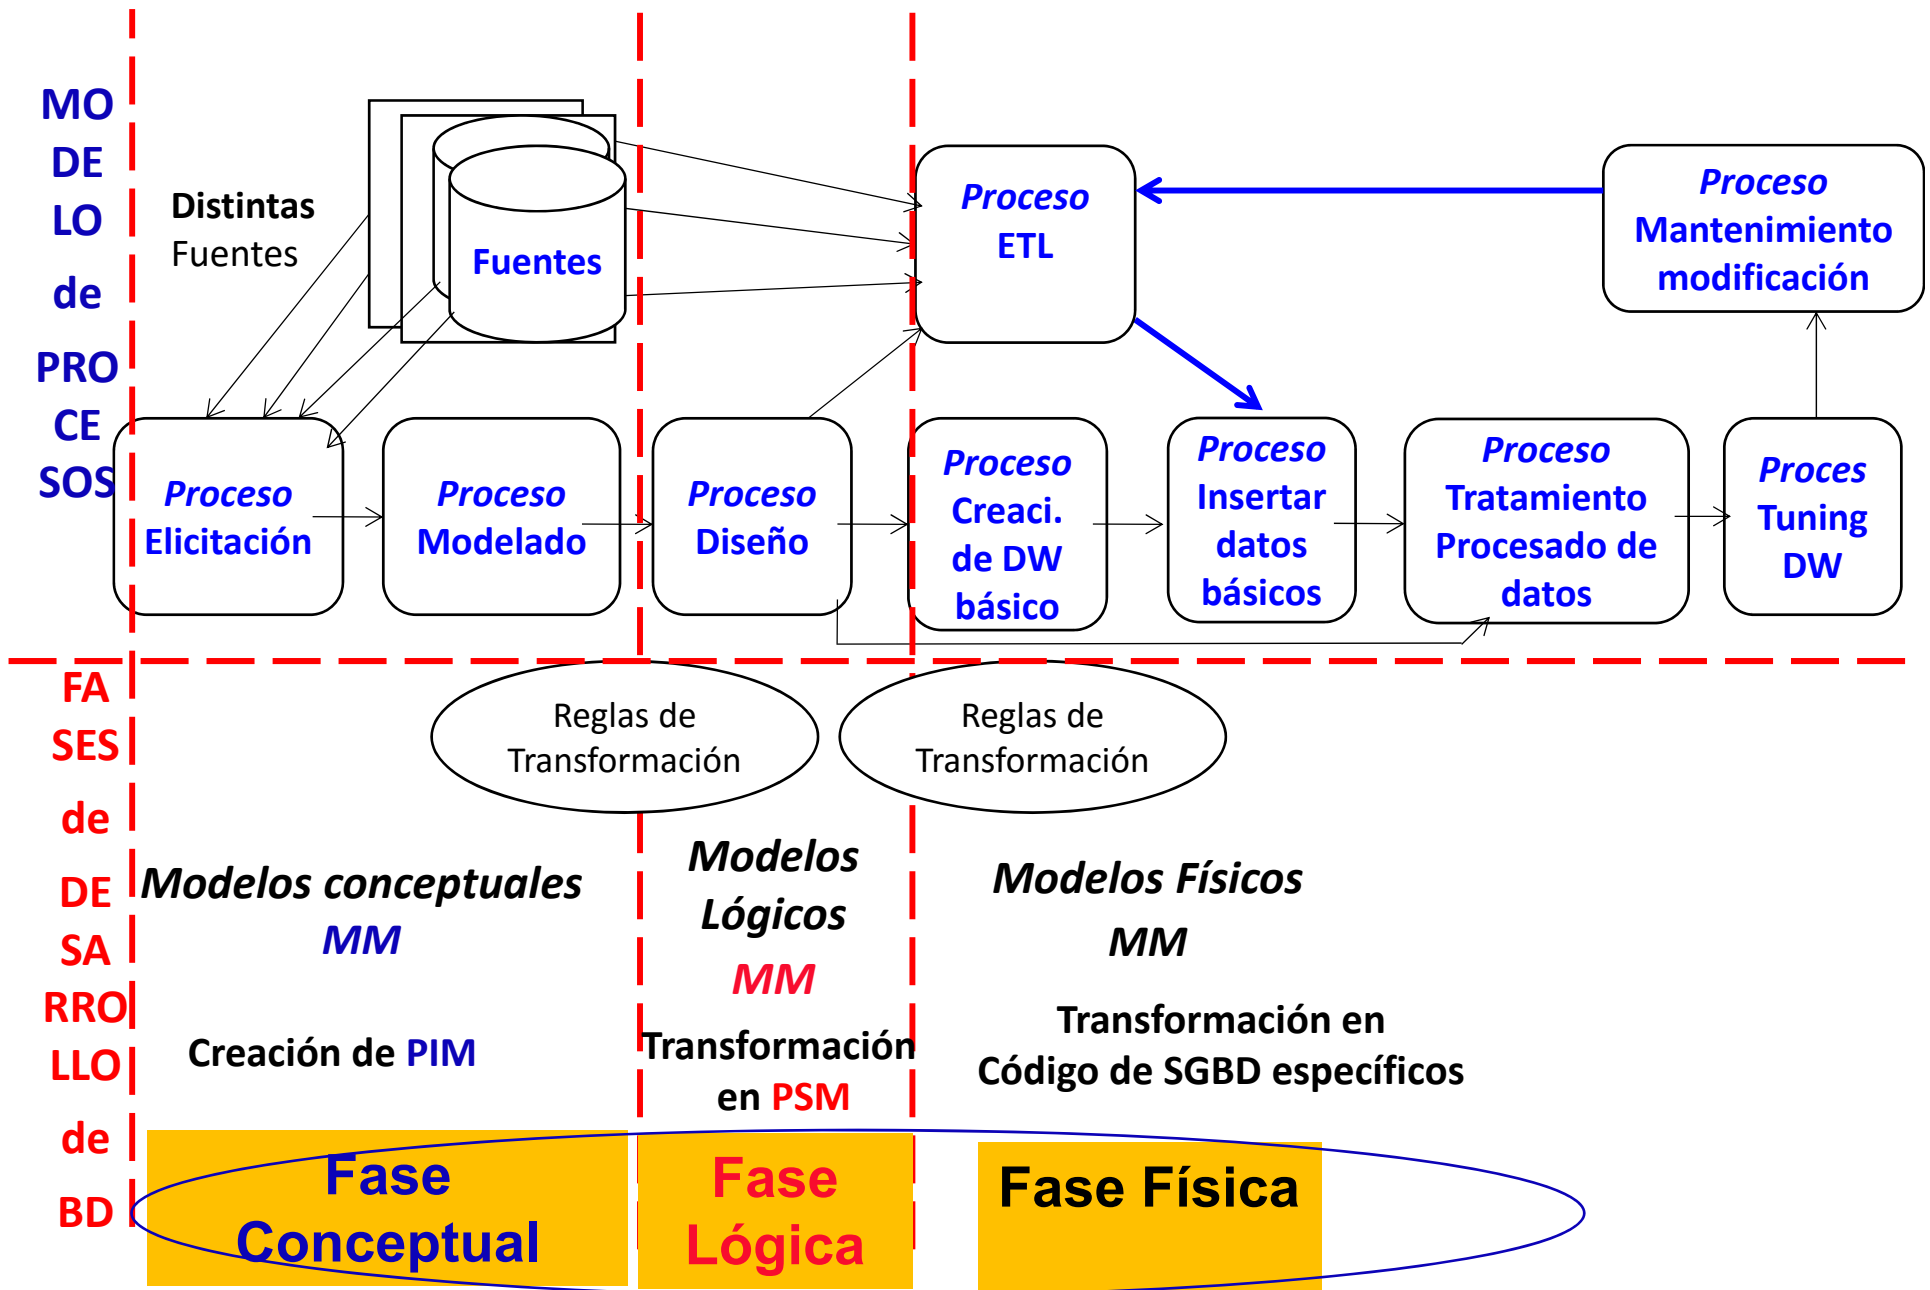 MO
DE
LO
de
PRO
CE
SOS
Distintas
Fuentes
Fuentes
Proceso
ETL
Proceso
Mantenimiento
modificación
Proceso
Elicitación
Proceso
Modelado
Proceso
Diseño
Proceso
Creaci.
de DW
básico
Proceso
Insertar
datos
básicos
Proceso
Tratamiento
Procesado de
datos
Proces
Tuning
DW
FA
SES
de
DE
SA
RRO
LLO
de
BD
Reglas de
Transformación
Reglas de
Transformación
Modelos conceptuales
MM
Creación de PIM
Modelos
Lógicos
MM
Transformación
en PSM
Modelos Físicos
MM
Transformación en
Código de SGBD específicos
Fase
Conceptual
Fase
Lógica
Fase Física